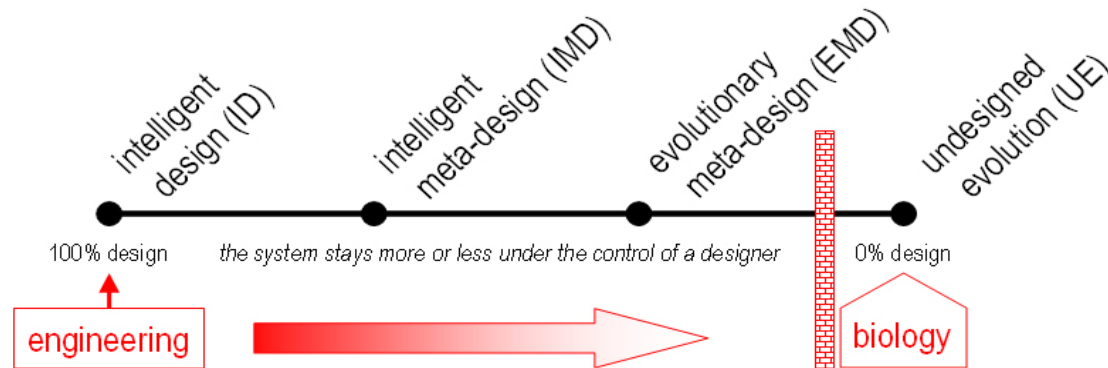 intelligent
design (ID)
intelligent
meta-design (IMD)
evolutionary
meta-design (EMD)
undesigned
evolution (UE)
100% design
the system stays more or less under the control of a designer
0% design
engineering
biology